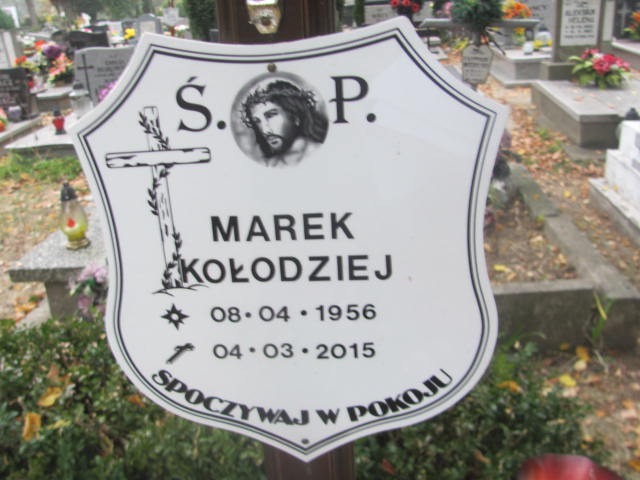 Ś. P.
MAREK
KOŁODZIEJ
08·04·1956
04·03·2015
SPOCZYWAJ W POKOJU